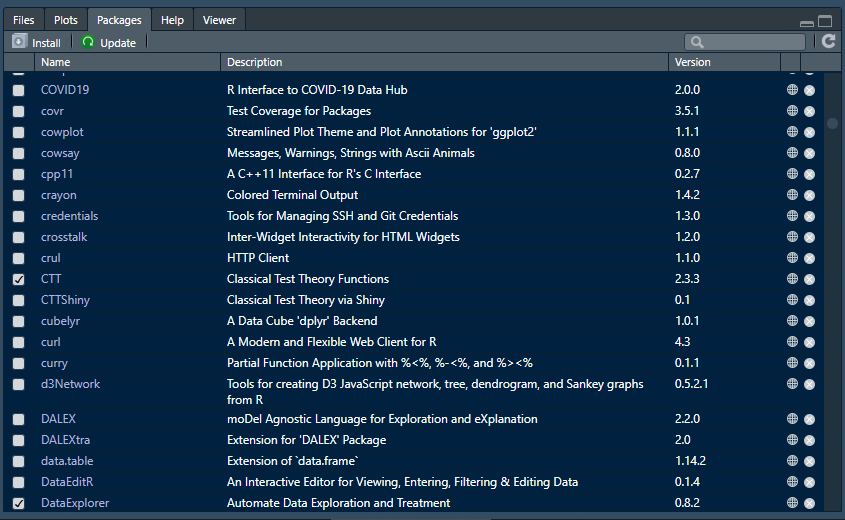 Files Plots Packages Help Viewer
Install Update
Name Description Version
COVID19 R Interface to COVID-19 Data Hub 2.0.0
covr Test Coverage for Packages 3.5.1
cowplot Streamlined Plot Theme and Plot Annotations for 'ggplot2' 1.1.1
cowsay Messages, Warnings, Strings with Ascii Animals 0.8.0
cpp11 A C++11 Interface for R's C Interface 0.2.7
crayon Colored Terminal Output 1.4.2
credentials Tools for Managing SSH and Git Credentials 1.3.0
crosstalk Inter-Widget Interactivity for HTML Widgets 1.2.0
crul HTTP Client 1.1.0
CTT Classical Test Theory Functions 2.3.3
CTTShiny Classical Test Theory via Shiny 0.1
cubelyr A Data Cube 'dplyr' Backend 1.0.1
curl A Modern and Flexible Web Client for R 4.3
curry Partial Function Application with %<%, %-<%, and %><% 0.1.1
d3Network Tools for creating D3 JavaScript network, tree, dendrogram, and Sankey graphs 0.5.2.1
from R
DALEX moDel Agnostic Language for Exploration and eXplanation 2.2.0
DALEXtra Extension for 'DALEX' Package 2.0
data.table Extension of `data.frame` 1.14.2
DataEditR An Interactive Editor for Viewing, Entering, Filtering & Editing Data 0.1.4
DataExplorer Automate Data Exploration and Treatment 0.8.2